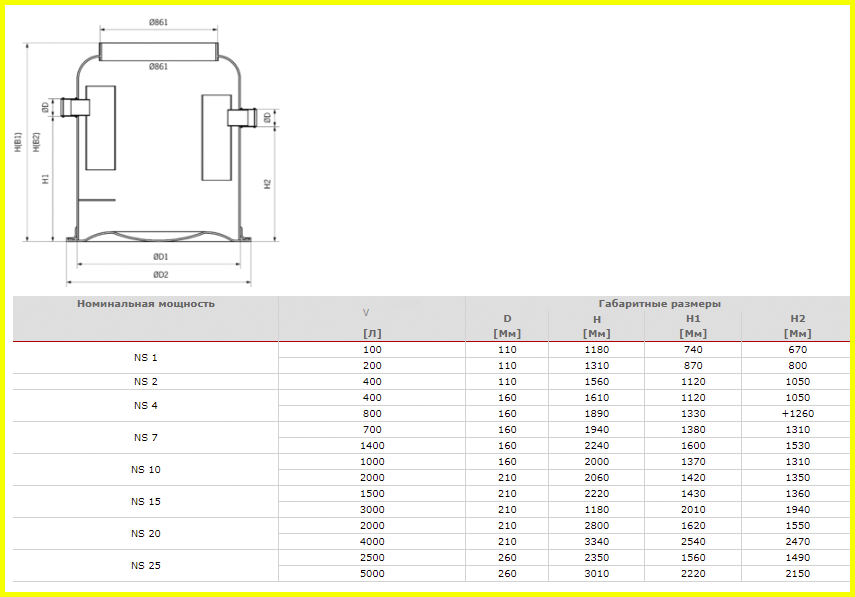 Ø861
Ø861
ØD
ØD
H(B1)
H(B2)
H1
H2
ØD1
ØD2
Номинальная мощность V Габаритные размеры
D H H1 H2
[Л] [Мм] [Мм] [Мм] [Мм]
NS 1
100 110 1180 740 670
200 110 1310 870 800
NS 2 400 110 1560 1120 1050
NS 4
400 160 1610 1120 1050
800 160 1890 1330 +1260
NS 7
700 160 1940 1380 1310
1400 160 2240 1600 1530
NS 10
1000 160 2000 1370 1310
2000 210 2060 1420 1350
NS 15
1500 210 2220 1430 1360
3000 210 1180 2010 1940
NS 20
2000 210 2800 1620 1550
4000 210 3340 2540 2470
NS 25
2500 260 2350 1560 1490
5000 260 3010 2220 2150